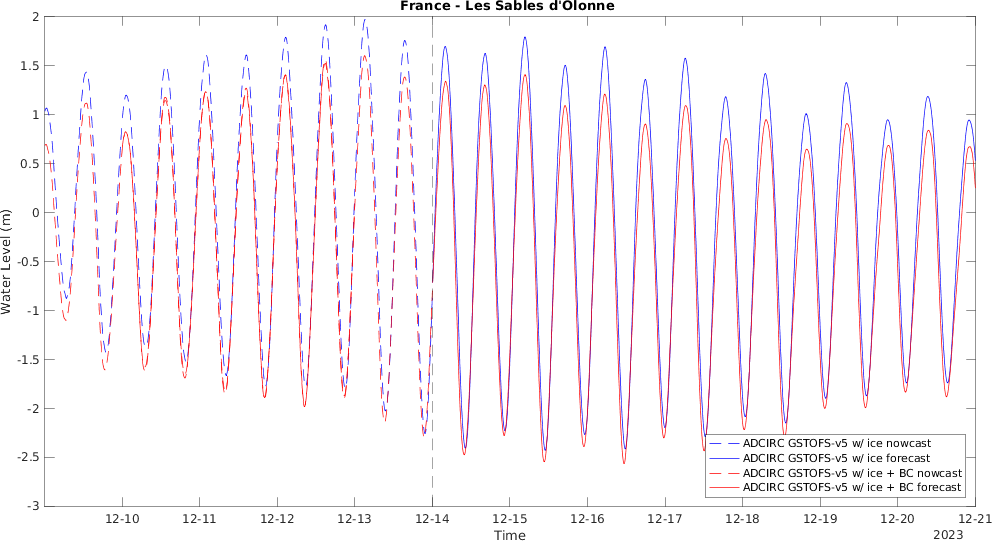 France - Les Sables d'Olonne
2
1.5
1
0.5
0
-0.5
-1
-1.5
-2
-2.5
-3
Water Level (m)
ADCIRC GSTOFS-v5 w/ ice nowcast
ADCIRC GSTOFS-v5 w/ ice forecast
ADCIRC GSTOFS-v5 w/ ice + BC nowcast
ADCIRC GSTOFS-v5 w/ ice + BC forecast
12-10 12-11 12-12 12-13 12-14 12-15 12-16 12-17 12-18 12-19 12-20 12-21
Time
2023